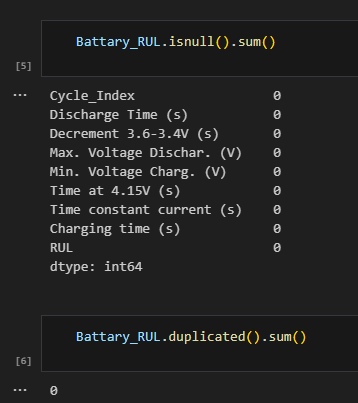 Battary_RUL.isnull().sum()
[5]
...
Cycle_Index 0
Discharge Time (s) 0
Decrement 3.6-3.4V (s) 0
Max. Voltage Dischar. (V) 0
Min. Voltage Charg. (V) 0
Time at 4.15V (s) 0
Time constant current (s) 0
Charging time (s) 0
RUL 0
dtype: int64
Battary_RUL.duplicated().sum()
[6]
... 0